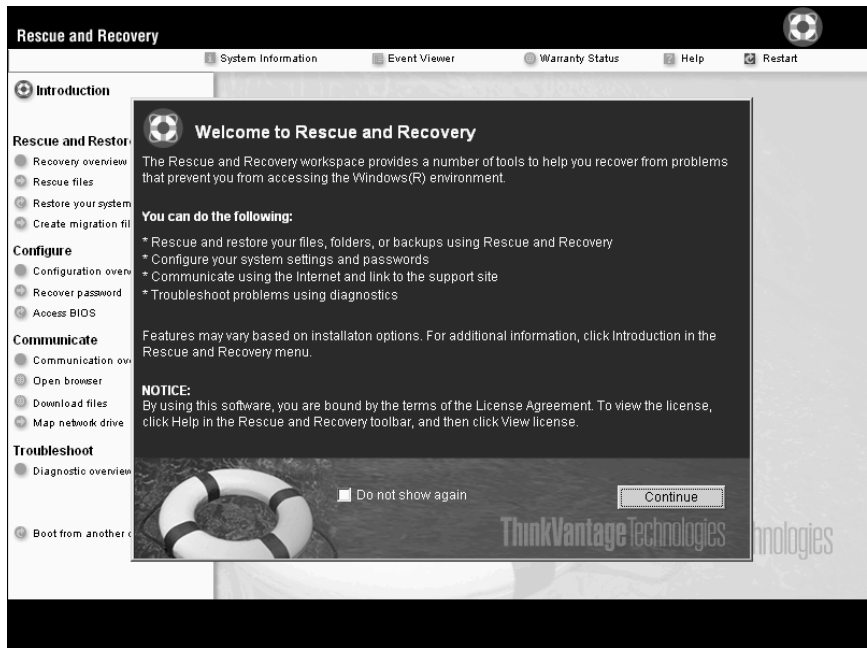 Rescue and Recovery
System Information
Event Viewer
Warranty Status
Help
Restart
Introduction
Rescue and Restor
Recovery overview
Rescue files
Restore your system
Create migration fil
Configure
Configuration overv
Recover password
Access BIOS
Communicate
Communication ov
Open browser
Download files
Map network drive
Troubleshoot
Diagnostic overview
Boot from another
Welcome to Rescue and Recovery
The Rescue and Recovery workspace provides a number of tools to help you recover from problems
that prevent you from accessing the Windows(R) environment.
You can do the following:
* Rescue and restore your files, folders, or backups using Rescue and Recovery
* Configure your system settings and passwords
* Communicate using the Internet and link to the support site
* Troubleshoot problems using diagnostics
Features may vary based on installaton options. For additional information, click Introduction in the
Rescue and Recovery menu.
NOTICE:
By using this software, you are bound by the terms of the License Agreement. To view the license,
click Help in the Rescue and Recovery toolbar, and then click View license.
Do not show again
Continue
ThinkVantage Technologies
hnologies